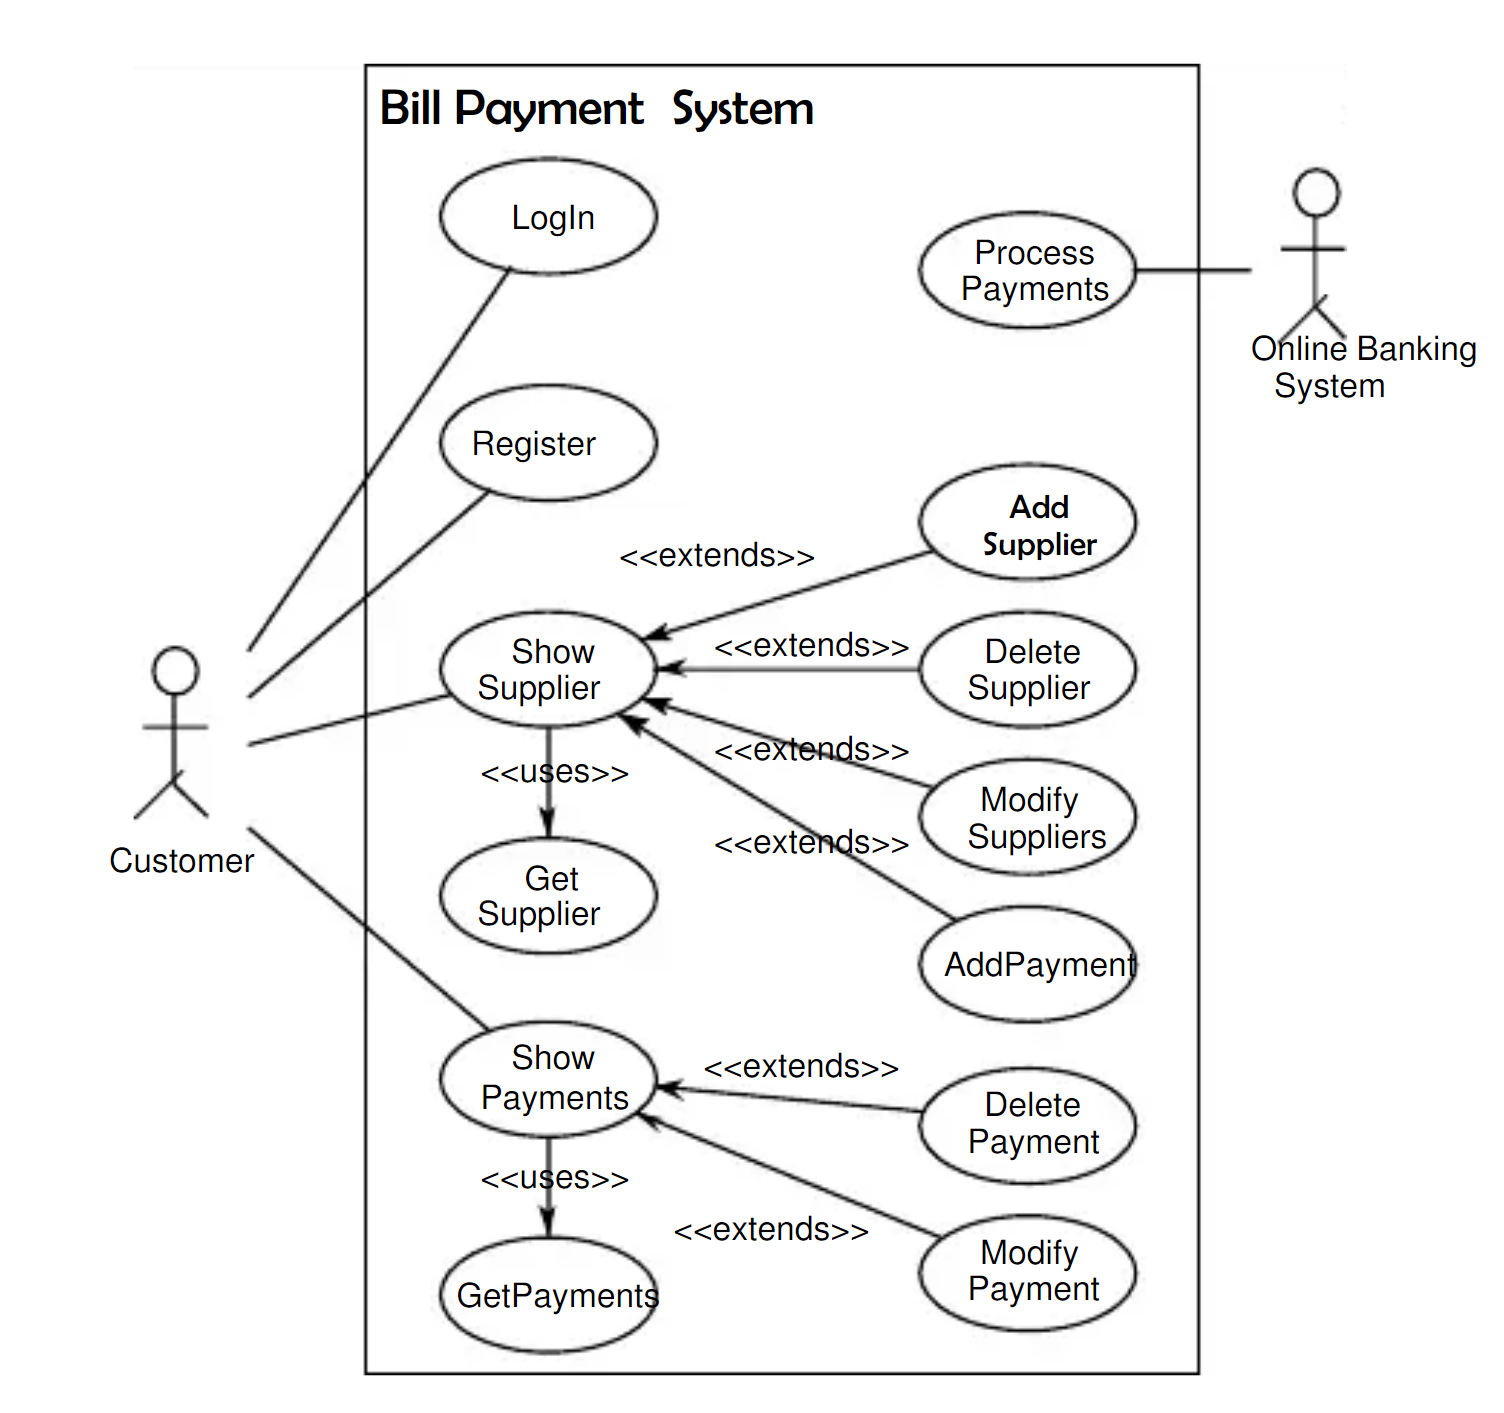 Bill Payment System
LogIn
Process
Payments
Online Banking
System
Register
Add
Supplier
<<extends>>
Show
Supplier
<<extends>>
Delete
Supplier
<<extends>>
Modify
Suppliers
<<uses>>
<<extends>>
Customer
Get
Supplier
AddPayment
Show
Payments
<<extends>>
Delete
Payment
<<uses>>
<<extends>>
Modify
Payment
GetPayments